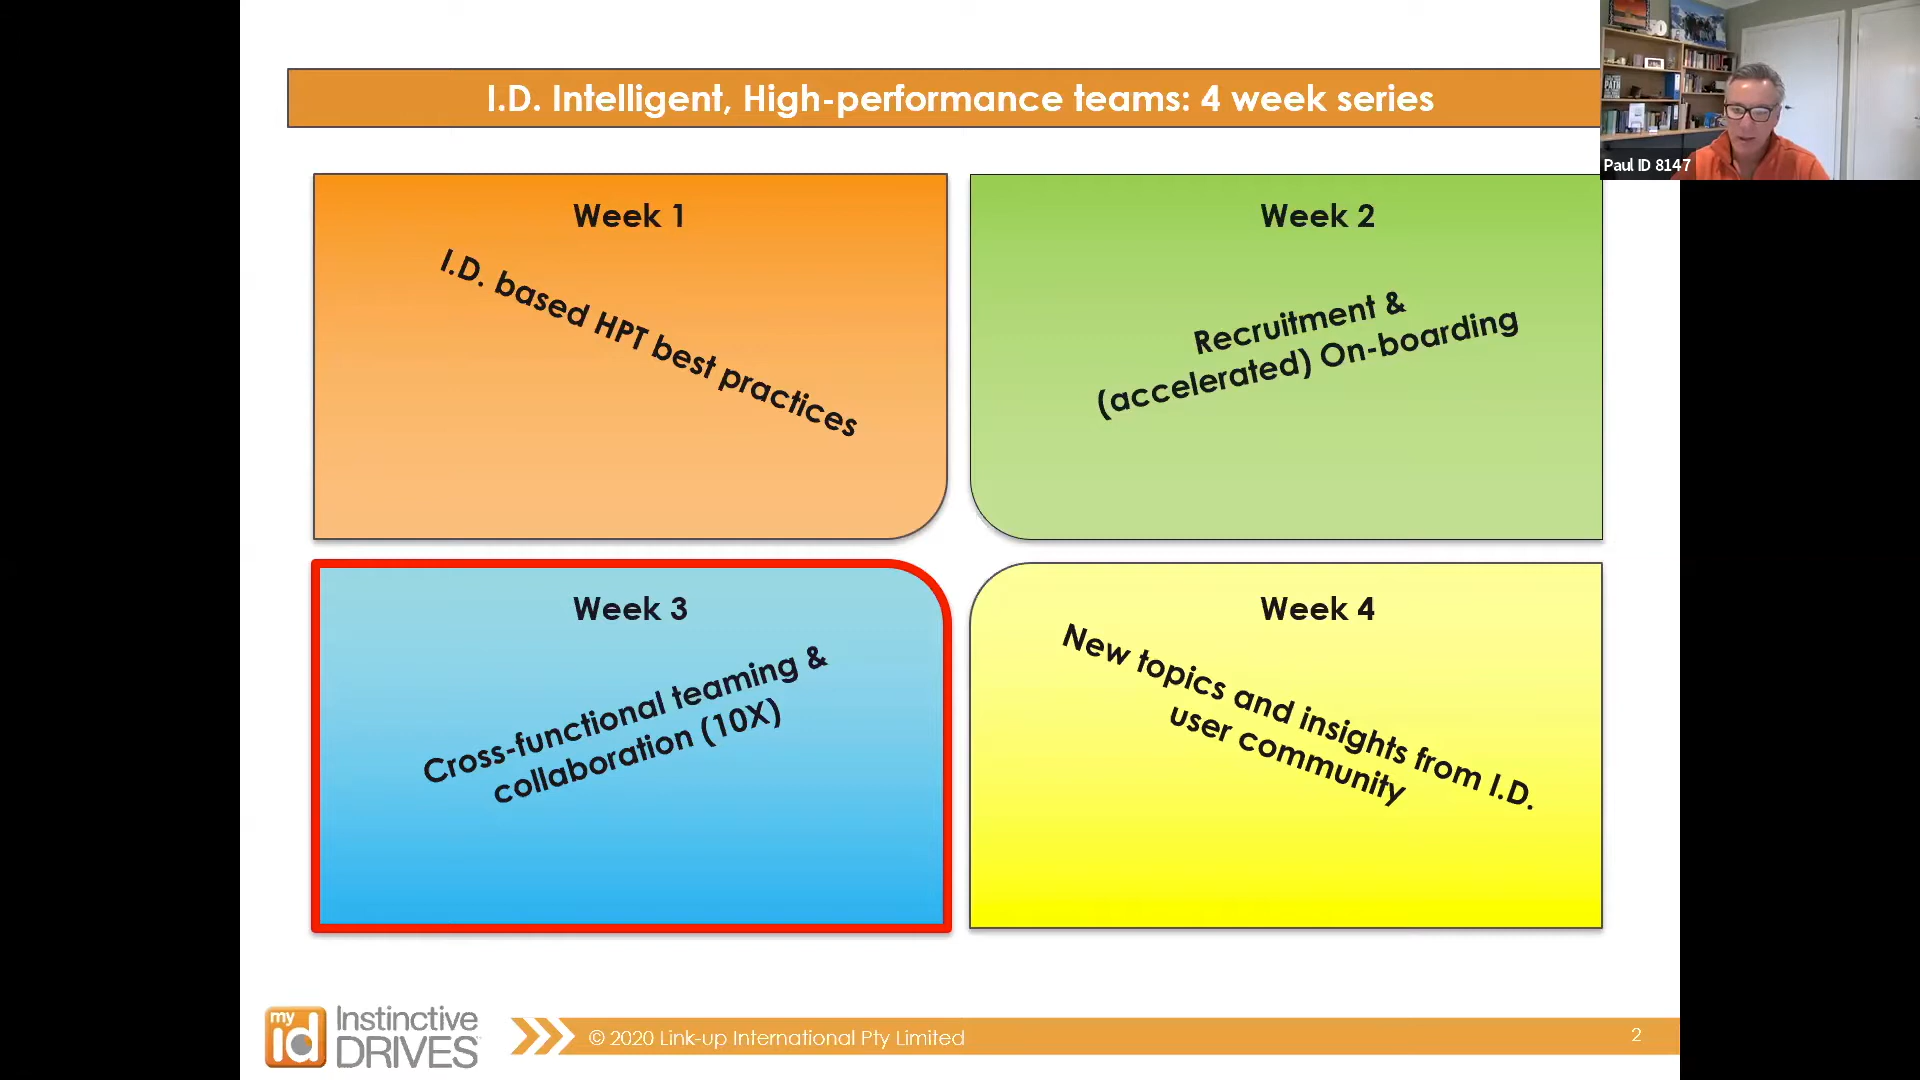 I.D. Intelligent, High-performance teams: 4 week series
Paul ID 8147
Week 1
I.D. based HPT best practices
Week 2
Recruitment &
(accelerated) On-boarding
Week 3
Cross-functional teaming &
collaboration (10X)
Week 4
New topics and insights from I.D.
user community
my
id
Instinctive
DRIVES
© 2020 Link-up International Pty Limited
2